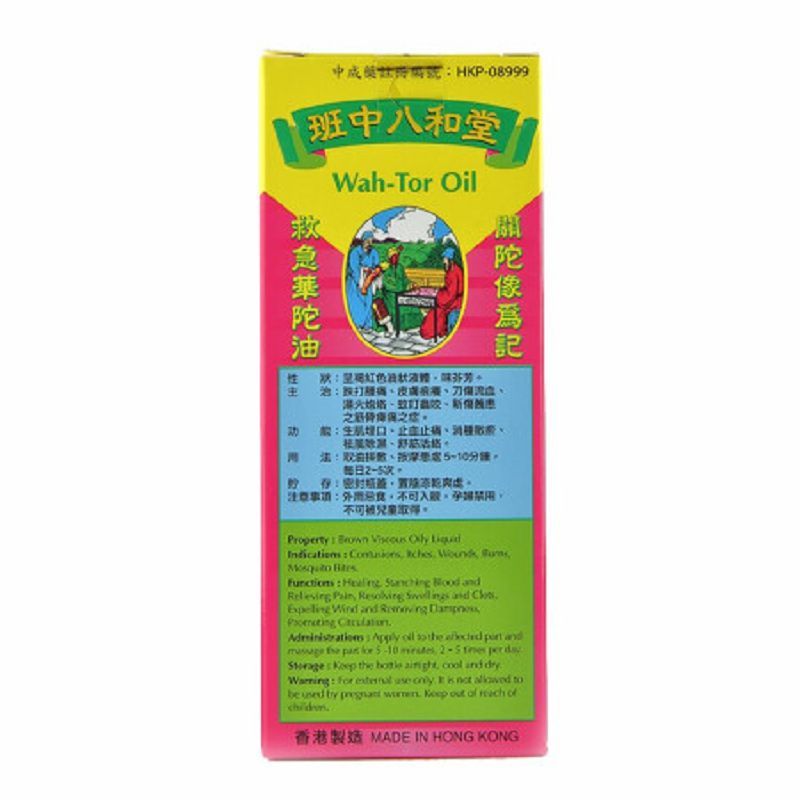 中成藥註冊編號：HKP-08999
班中八和堂
Wah-Tor Oil
救急華陀油
關陀像爲記
性　狀：呈褐紅色油狀液體，味芬芳。
主　治：跌打腫痛、皮膚痕癢、刀傷流血、
湯火燈烙、蚊釘蟲咬、新傷舊患
之筋骨痺痛之症。
功　能：生肌埋口、止血止痛、消腫散瘀、
祛風除濕、舒筋活絡。
用　法：取油搽敷、按摩患處5-10分鐘，
每日2-5次。
貯　存：密封瓶蓋，置陰涼乾爽處。
注意事項：外用忌食，不可入眼，孕婦禁用，
不可被兒童取得。
Property : Brown Viscous Oily Liquid
Indications : Contusions, Itches, Wounds, Burns,
Mosquito Bites.
Functions : Healing, Stanching Blood and
Relieving Pain, Resolving Swellings and Clots,
Expelling Wind and Removing Dampness,
Promoting Circulation.
Administrations : Apply oil to the affected part and
massage the part for 5 -10 minutes, 2 - 5 times per day.
Storage : Keep the bottle airtight, cool and dry.
Warning : For external use only. It is not allowed to
be used by pregnant women. Keep out of reach of
children.
香港製造 MADE IN HONG KONG